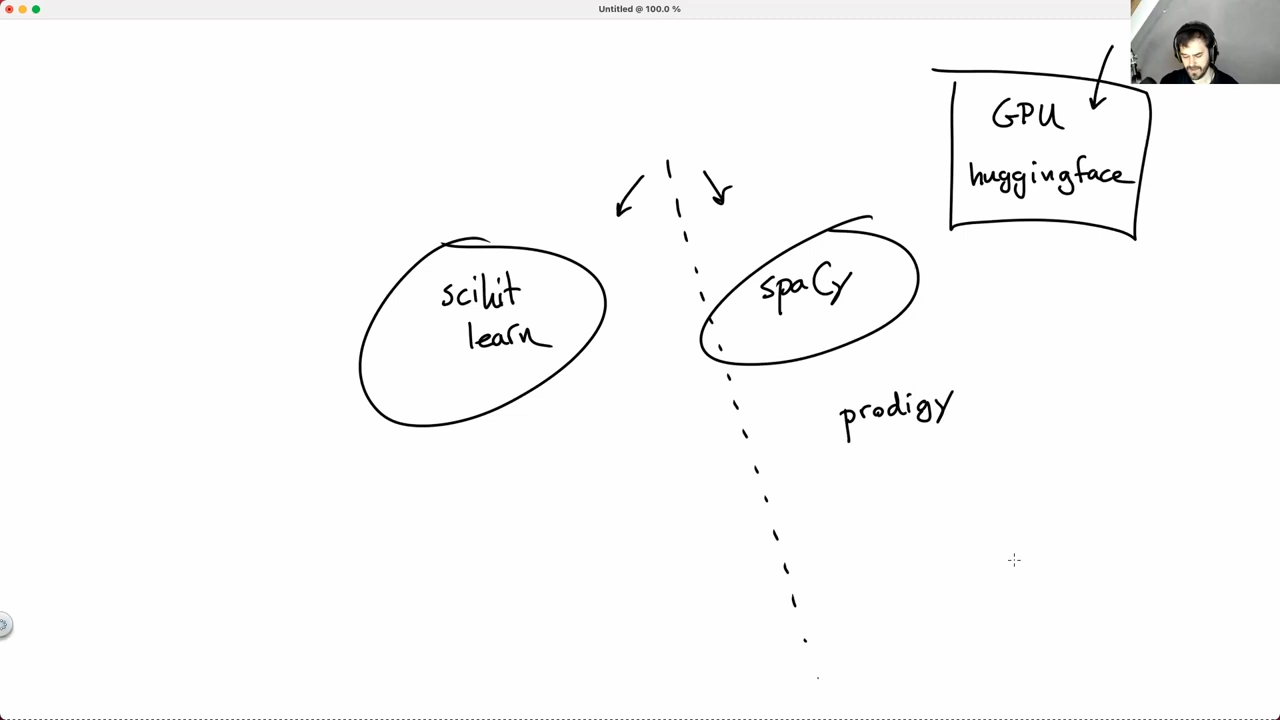 Untitled @ 100.0 %
GPU
huggingface
scikit
learn
spaCy
prodigy